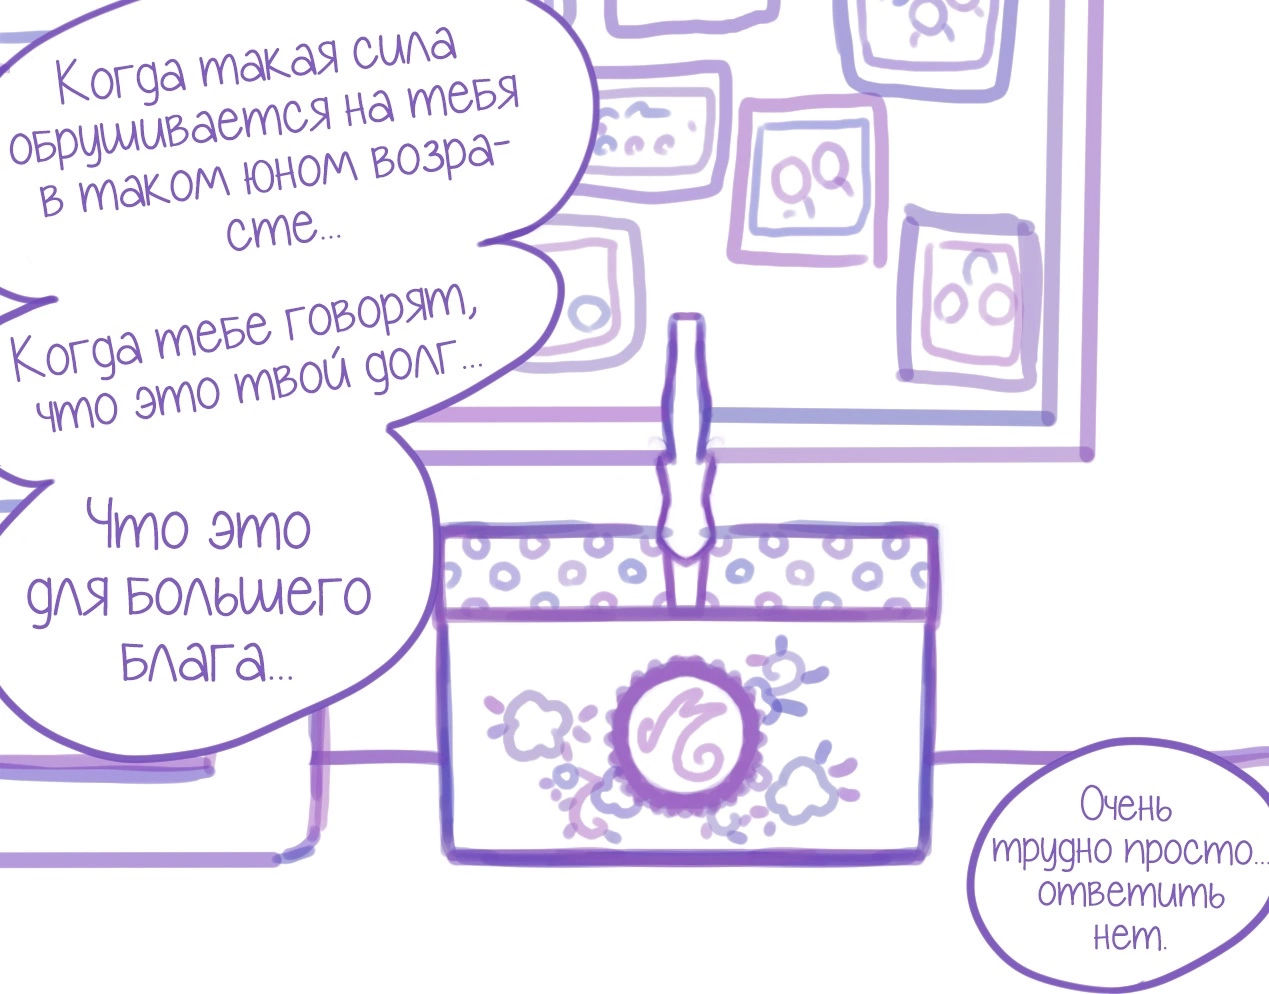 Когда такая сила
обрушивается на тебя
в таком юном возра-
сте...
Когда тебе говорят,
что это твой долг...
Что это
для большего
блага...
Очень
трудно просто...
ответить
нет.